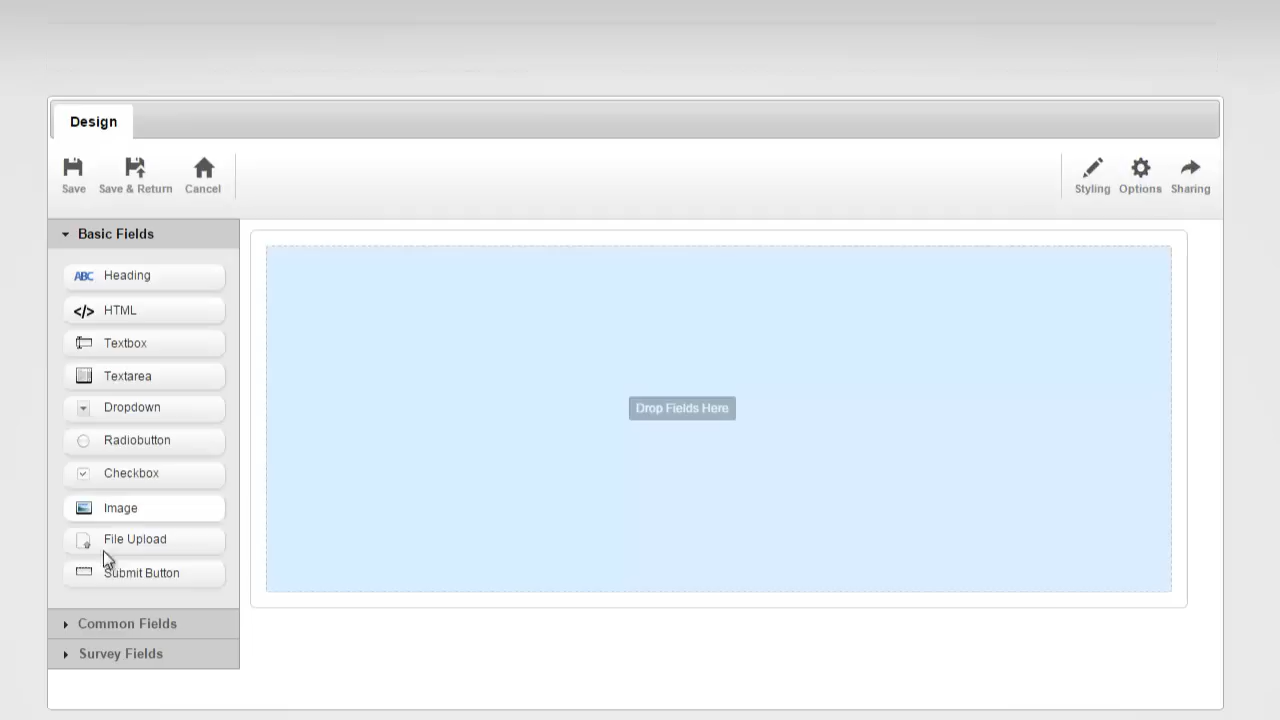 Design
Save Save & Return Cancel Styling Options Sharing
Basic Fields
ABC Heading
</> HTML
Textbox
Textarea
Dropdown
Radiobutton
Checkbox
Image
File Upload
Submit Button
Common Fields
Survey Fields
Drop Fields Here